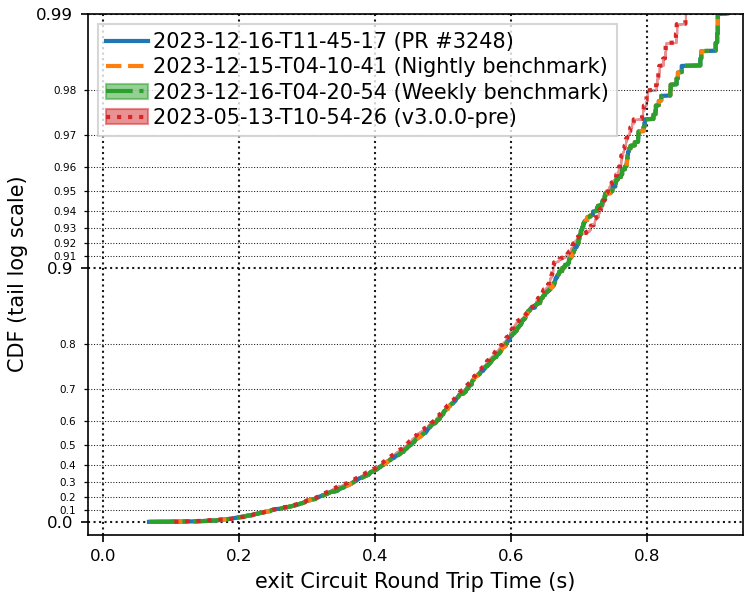 0.99
2023-12-16-T11-45-17 (PR #3248)
2023-12-15-T04-10-41 (Nightly benchmark)
2023-12-16-T04-20-54 (Weekly benchmark)
2023-05-13-T10-54-26 (v3.0.0-pre)
0.98
0.97
0.96
0.95
0.94
0.93
0.92
0.91
0.9
0.8
0.7
0.6
0.5
0.4
0.3
0.2
0.1
0.0
CDF (tail log scale)
0.0 0.2 0.4 0.6 0.8
exit Circuit Round Trip Time (s)